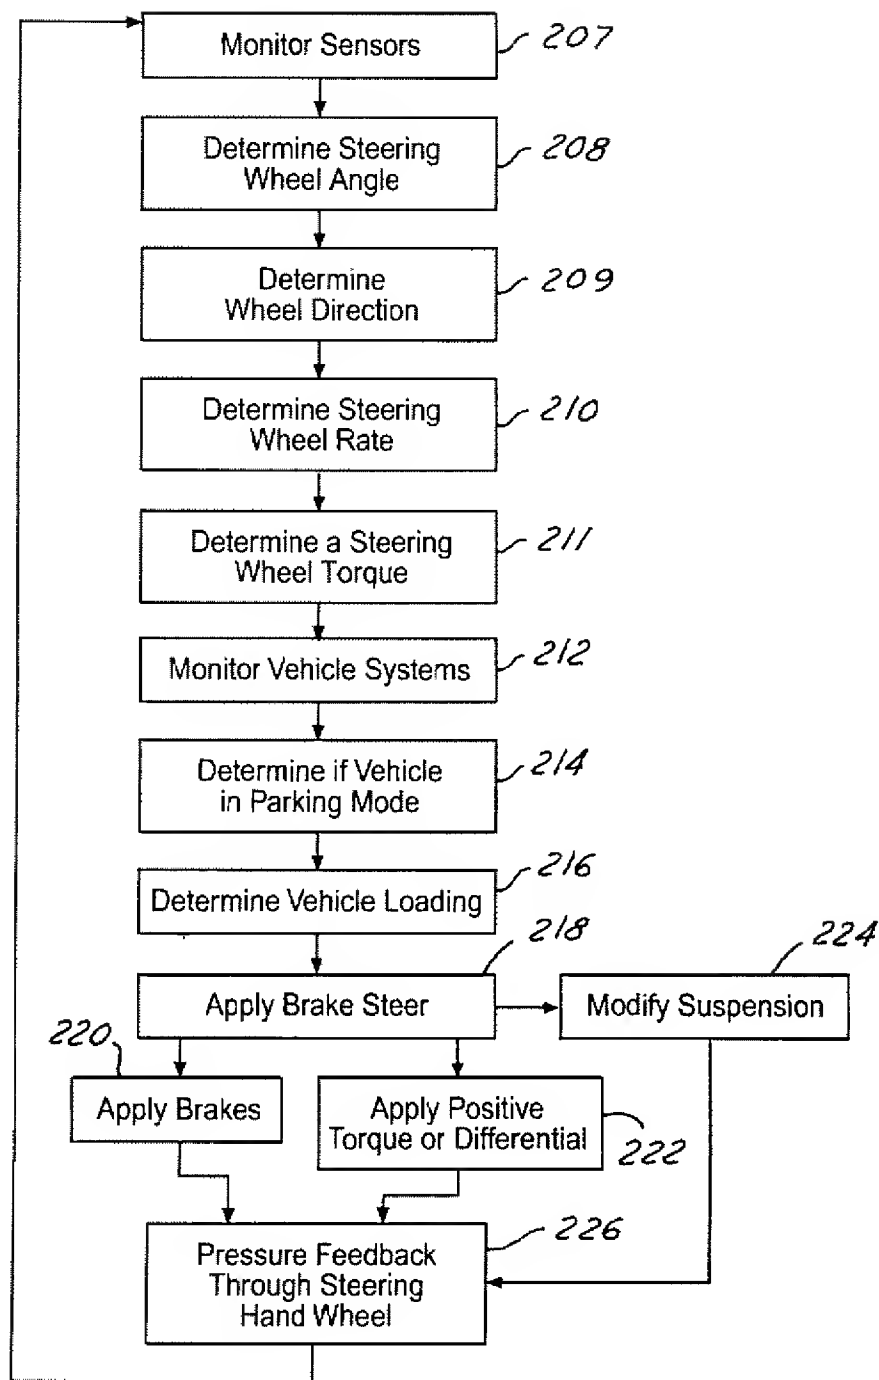 Monitor Sensors
207
Determine Steering
Wheel Angle
208
Determine
Wheel Direction
209
Determine Steering
Wheel Rate
210
Determine a Steering
Wheel Torque
211
Monitor Vehicle Systems
212
Determine if Vehicle
in Parking Mode
214
Determine Vehicle Loading
216
Apply Brake Steer
218
Modify Suspension
224
220
Apply Brakes
Apply Positive
Torque or Differential
222
Pressure Feedback
Through Steering
Hand Wheel
226